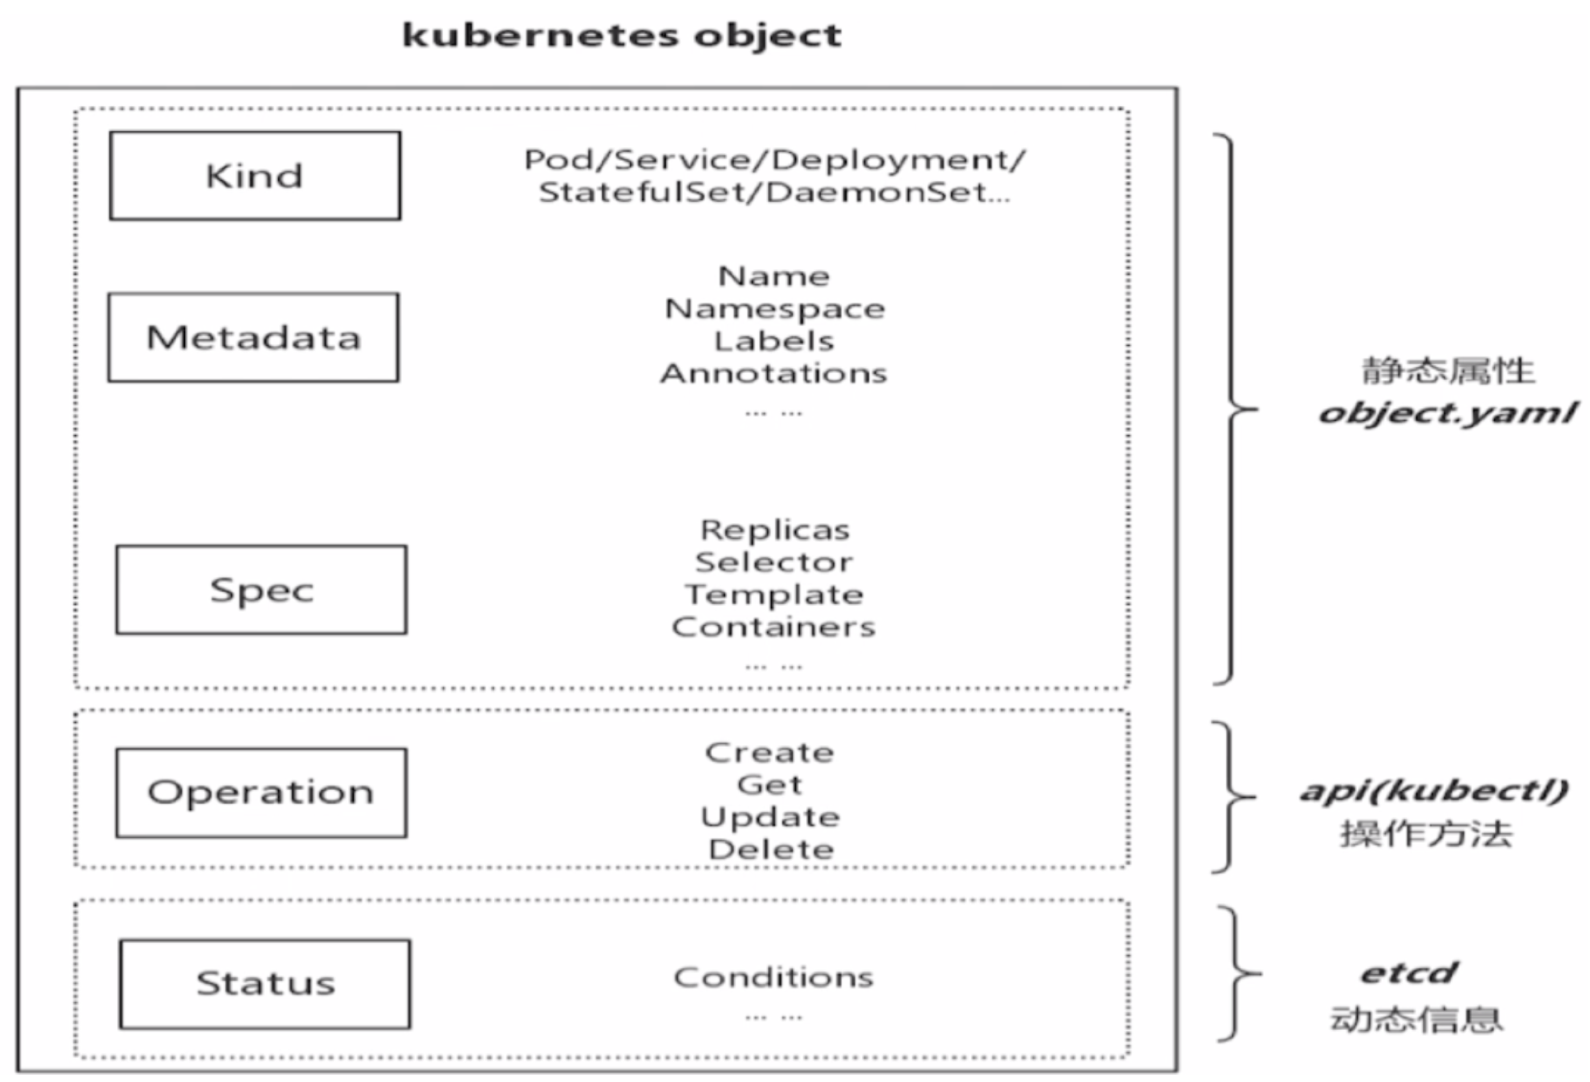 kubernetes object
Kind
Pod/Service/Deployment/
StatefulSet/DaemonSet...
Metadata
Name
Namespace
Labels
Annotations
... ...
静态属性
object.yaml
Spec
Replicas
Selector
Template
Containers
... ...
Operation
Create
Get
Update
Delete
api(kubectl)
操作方法
Status
Conditions
... ...
etcd
动态信息